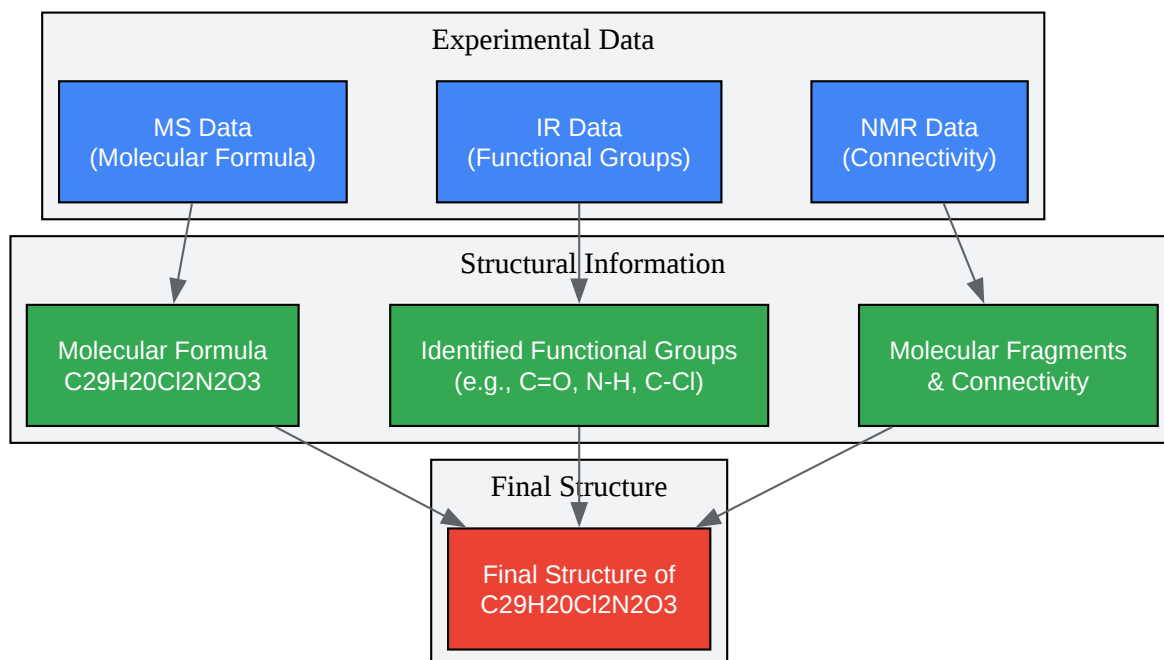 Experimental Data
MS Data
(Molecular Formula)
IR Data
(Functional Groups)
NMR Data
(Connectivity)
Structural Information
Molecular Formula
C29H20Cl2N2O3
Identified Functional Groups
(e.g., C=O, N-H, C-Cl)
Molecular Fragments
& Connectivity
Final Structure
Final Structure of
C29H20Cl2N2O3